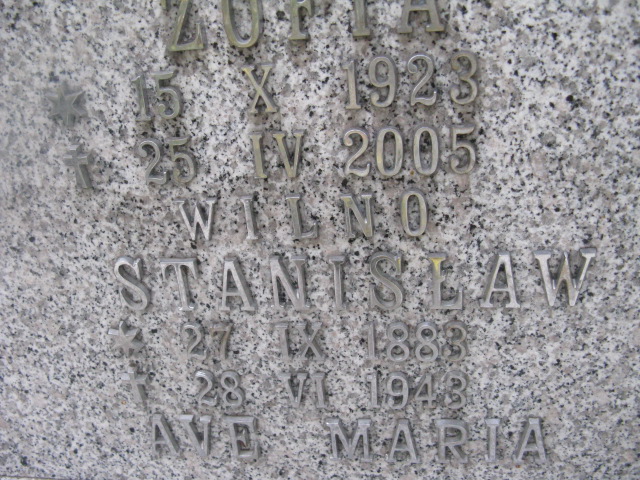 ZOFIA
* 15 X 1923
† 25 IV 2005
WILNO
STANISŁAW
* 27 IX 1883
† 28 VI 1943
AVE MARIA